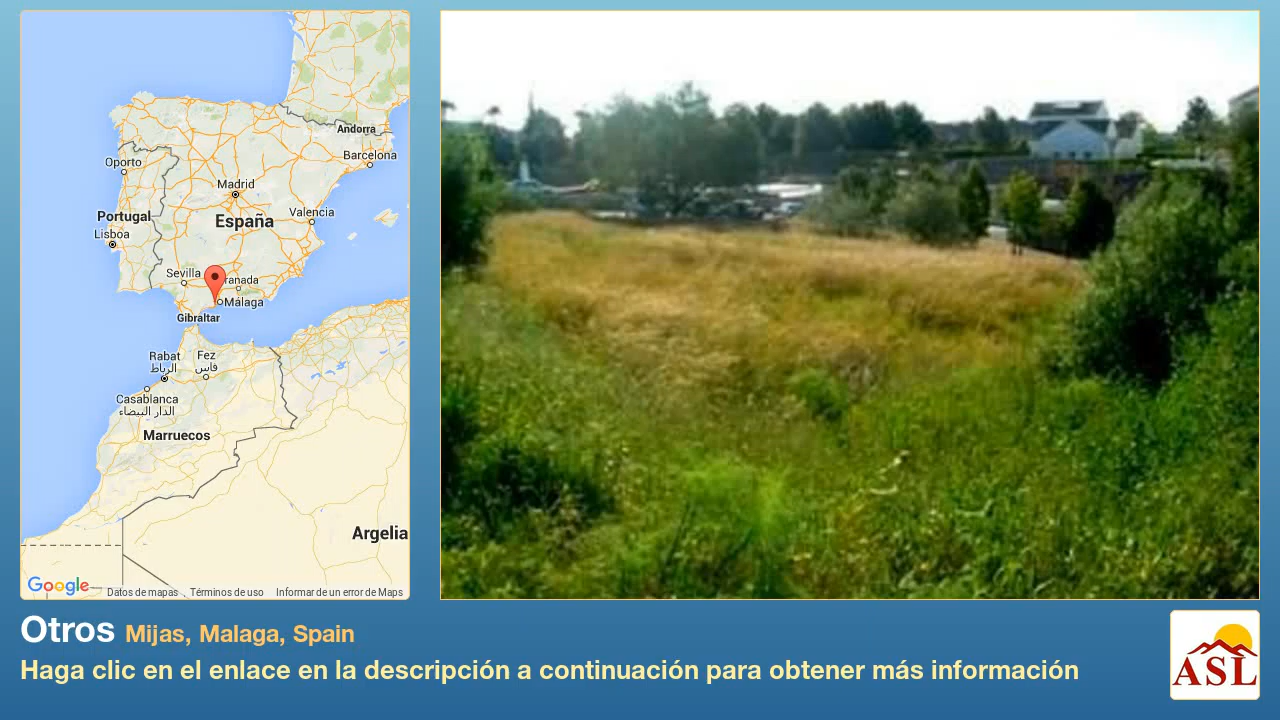 Andorra
Oporto
Barcelona
Madrid
Portugal
España
Valencia
Lisboa
Sevilla
ranada
Málaga
Gibraltar
Rabat
الرباط
Fez
فاس
Casablanca
الدار البيضاء
Marruecos
Argelia
Google
Datos de mapas
Términos de uso
Informar de un error de Maps
Otros Mijas, Malaga, Spain
Haga clic en el enlace en la descripción a continuación para obtener más información
ASL